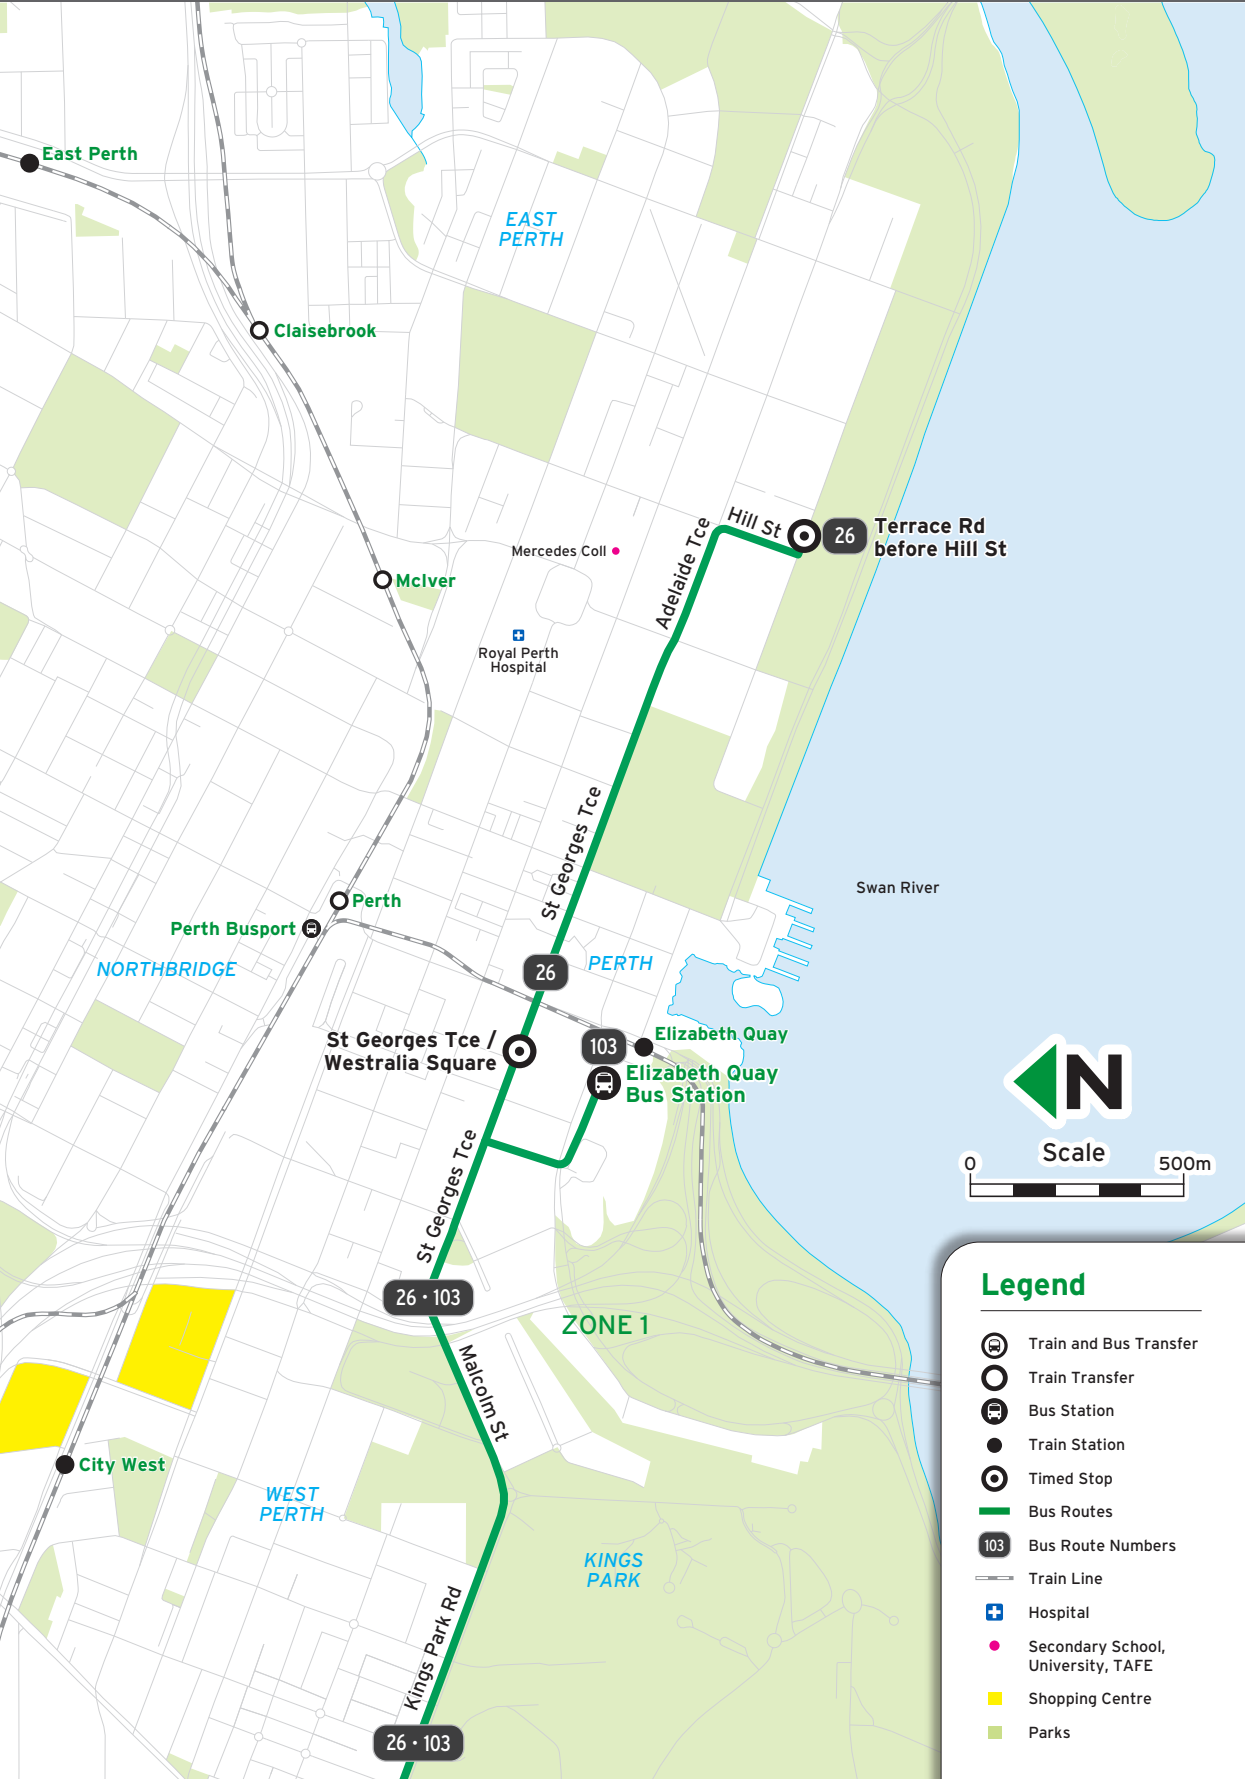 East Perth
EAST
PERTH
Claisebrook
Hill St
26
Terrace Rd
before Hill St
Adelaide Tce
Mercedes Coll
McIver
Royal Perth
Hospital
St Georges Tce
Swan River
Perth
Perth Busport
NORTHBRIDGE
26
PERTH
St Georges Tce /
Westralia Square
103
Elizabeth Quay
Elizabeth Quay
Bus Station
N
Scale
0
500m
St Georges Tce
26 • 103
ZONE 1
Malcolm St
City West
WEST
PERTH
KINGS
PARK
Kings Park Rd
26 • 103
Legend
Train and Bus Transfer
Train Transfer
Bus Station
Train Station
Timed Stop
Bus Routes
103
Bus Route Numbers
Train Line
Hospital
Secondary School,
University, TAFE
Shopping Centre
Parks